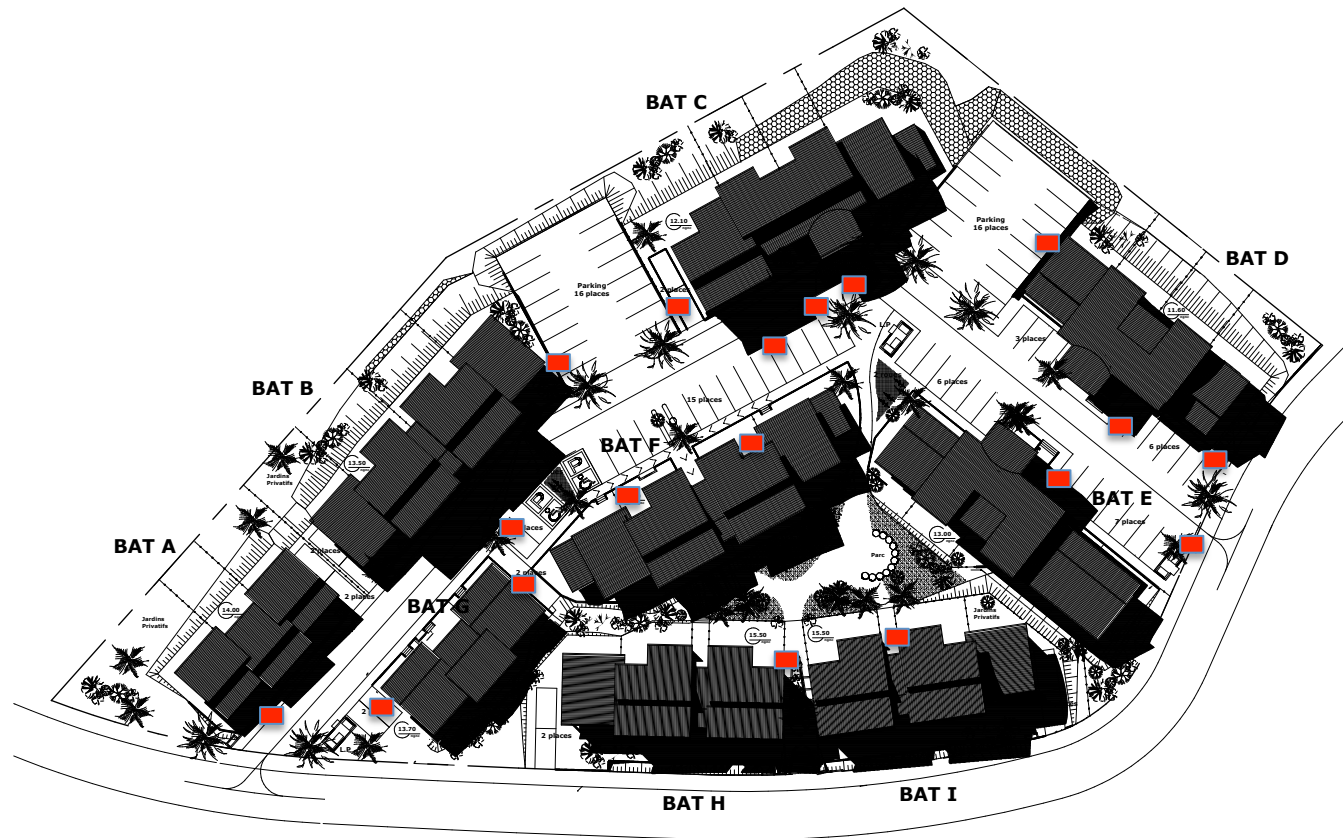 BAT C
12.10
Parking
16 places
BAT D
Parking
16 places
2 places
11.60
L.P
3 places
BAT B
6 places
15 places
BAT F
6 places
13.50
Jardins
Privatifs
BAT E
7 places
BAT A
places
13.00
Parc
2 places
2 places
2 places
BAT G
14.00
Jardins
Privatifs
Jardins
Privatifs
15.50
15.50
2
13.70
L.P
2 places
BAT I
BAT H